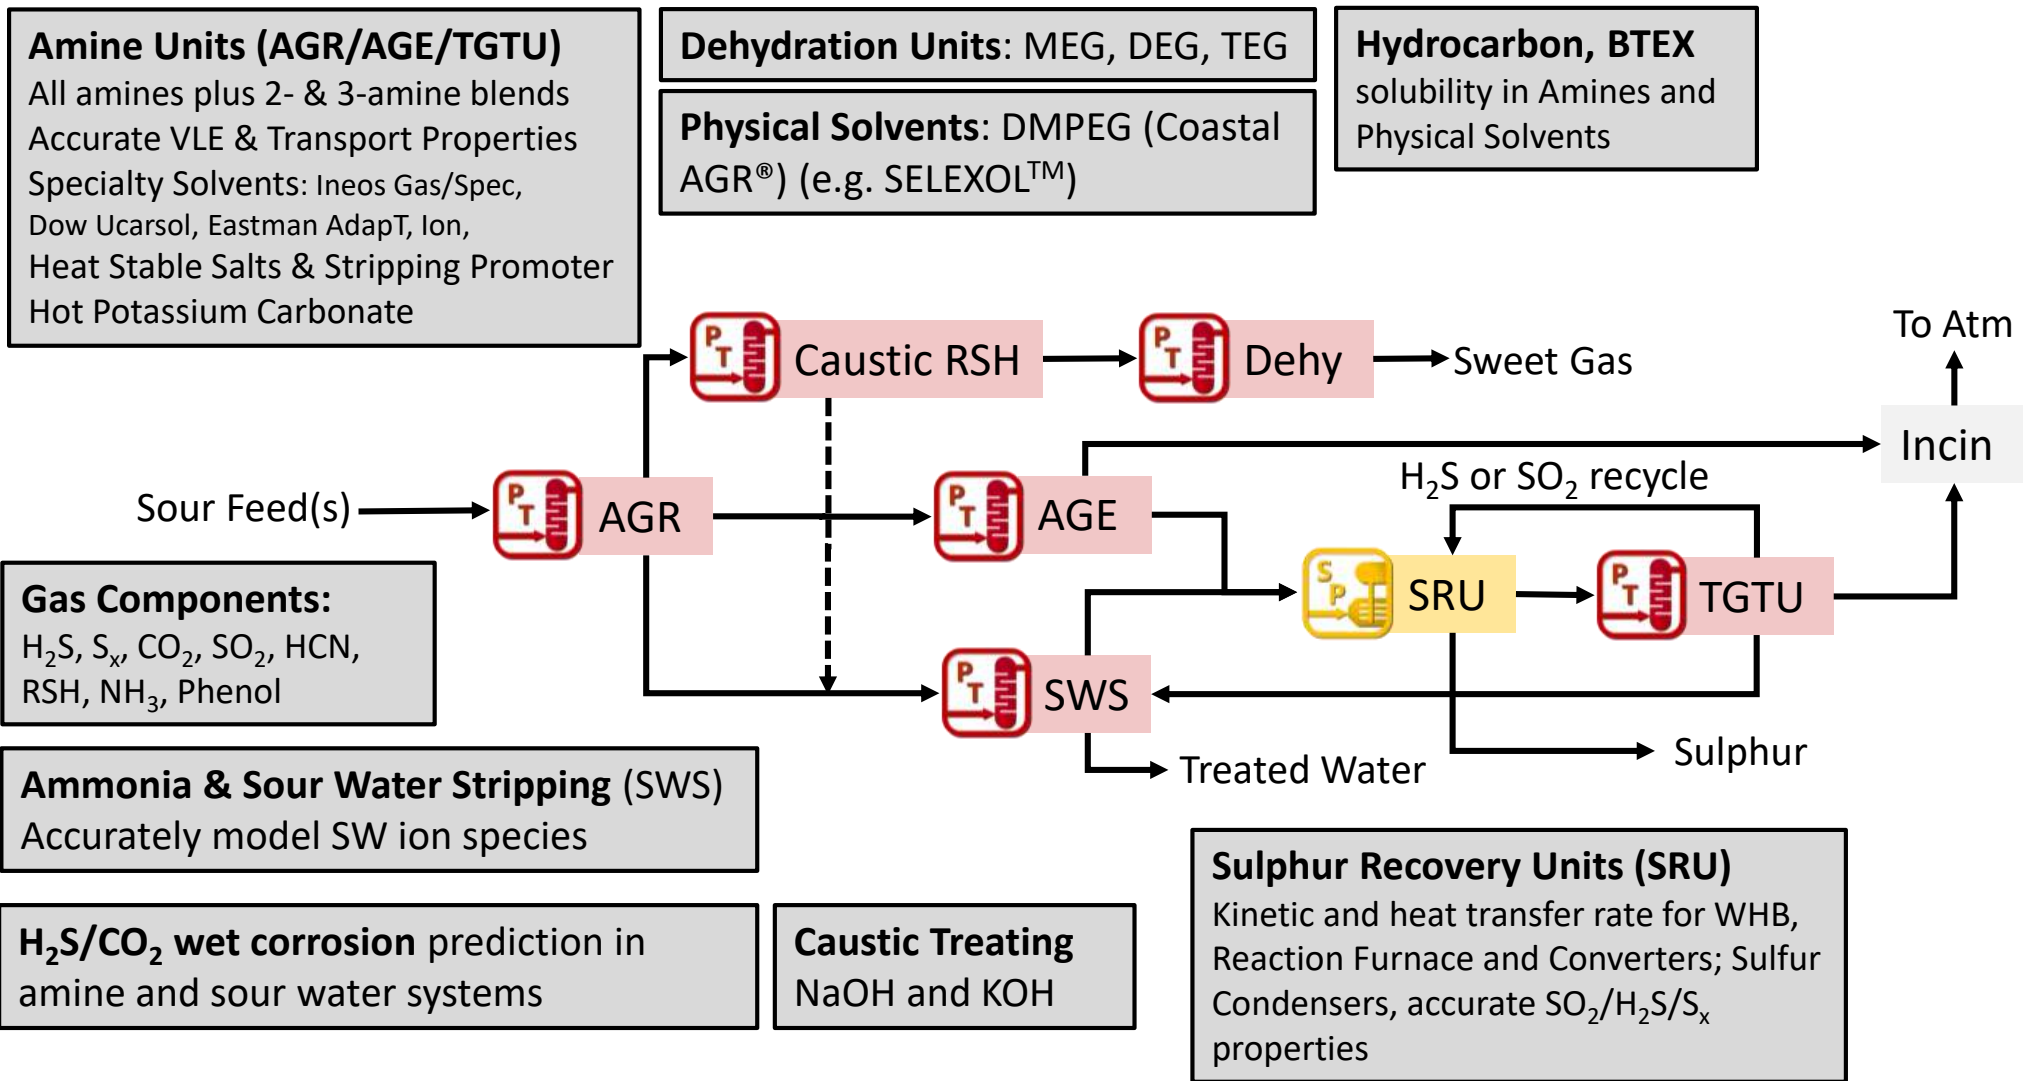 Amine Units (AGR/AGE/TGTU)
All amines plus 2- & 3-amine blends
Accurate VLE & Transport Properties
Specialty Solvents: Ineos Gas/Spec,
Dow Ucarsol, Eastman AdapT, Ion,
Heat Stable Salts & Stripping Promoter
Hot Potassium Carbonate
Dehydration Units: MEG, DEG, TEG
Physical Solvents: DMPEG (Coastal
AGR®) (e.g. SELEXOL™)
Hydrocarbon, BTEX
solubility in Amines and
Physical Solvents
To Atm
P T
Caustic RSH
P T
Dehy
Sweet Gas
Incin
Sour Feed(s)
P T
AGR
P T
AGE
H₂S or SO₂ recycle
S P
SRU
P T
TGTU
P T
SWS
Treated Water
Sulphur
Gas Components:
H₂S, Sₓ, CO₂, SO₂, HCN,
RSH, NH₃, Phenol
Ammonia & Sour Water Stripping (SWS)
Accurately model SW ion species
H₂S/CO₂ wet corrosion prediction in
amine and sour water systems
Caustic Treating
NaOH and KOH
Sulphur Recovery Units (SRU)
Kinetic and heat transfer rate for WHB,
Reaction Furnace and Converters; Sulfur
Condensers, accurate SO₂/H₂S/Sₓ
properties